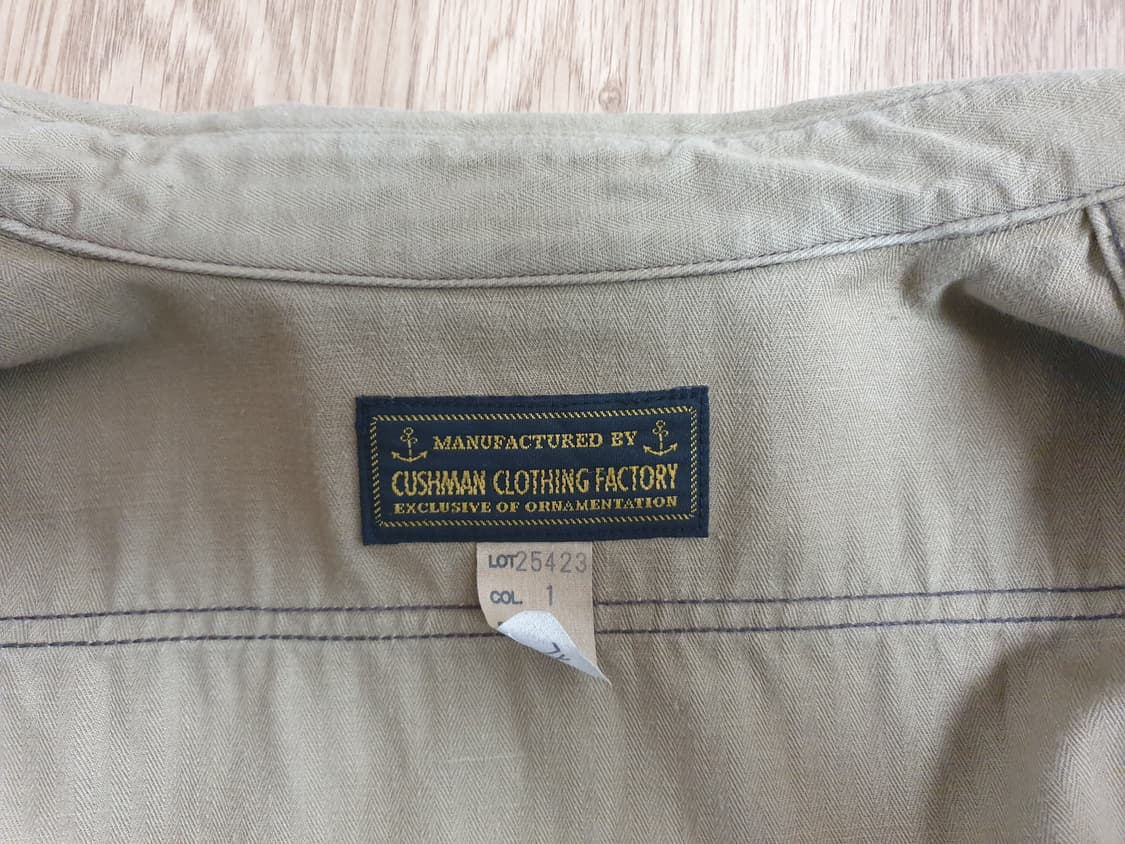 MANUFACTURED BY
CUSHMAN CLOTHING FACTORY
EXCLUSIVE OF ORNAMENTATION
LOT 25423
COL. 1